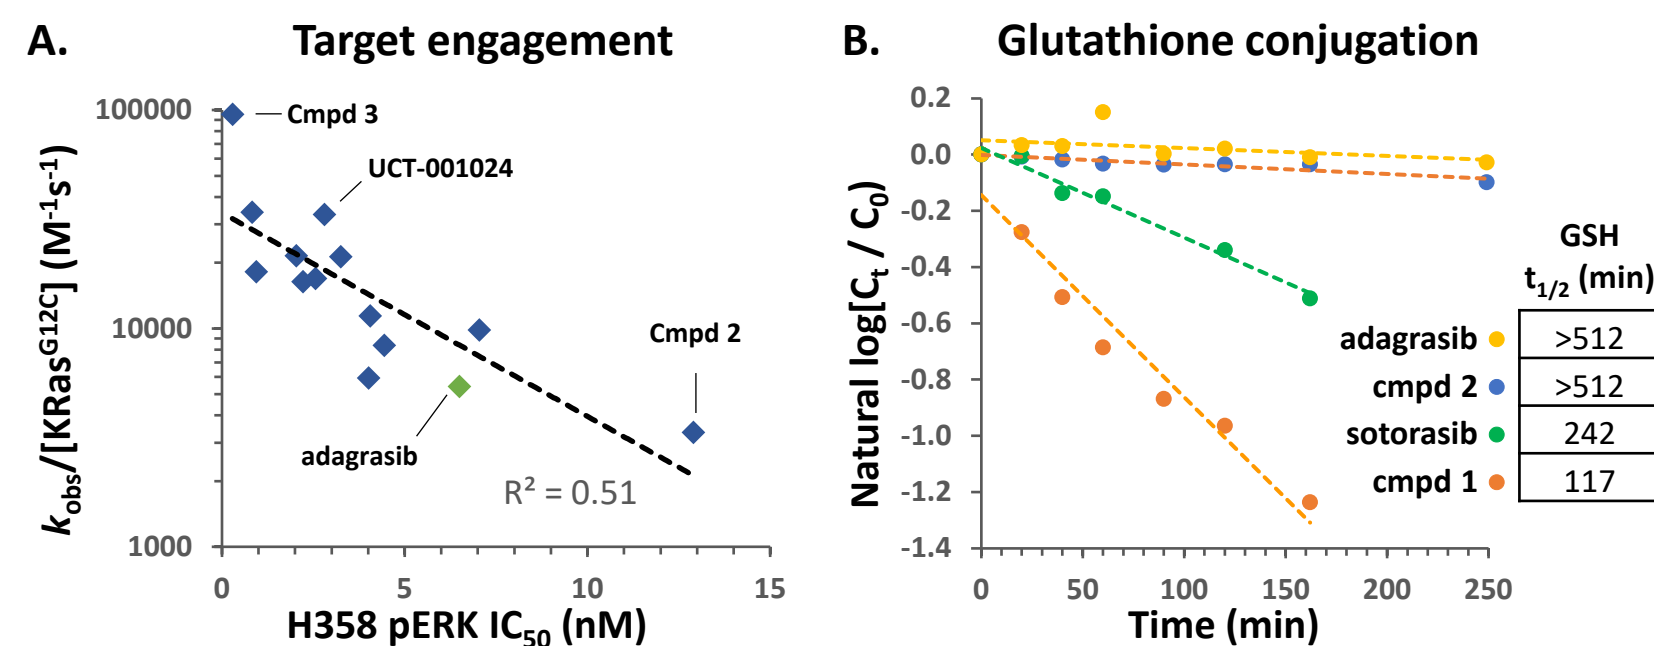 A. Target engagement
100000
10000
1000
k_obs/[KRas^G12C] (M^-1s^-1)
Cmpd 3
UCT-001024
Cmpd 2
adagrasib
R² = 0.51
0 5 10 15
H358 pERK IC₅₀ (nM)
B. Glutathione conjugation
0.2
0.0
-0.2
-0.4
-0.6
-0.8
-1.0
-1.2
-1.4
Natural log[C_t / C₀)
0 50 100 150 200 250
Time (min)
GSH
t_1/2 (min)
adagrasib >512
cmpd 2 >512
sotorasib 242
cmpd 1 117